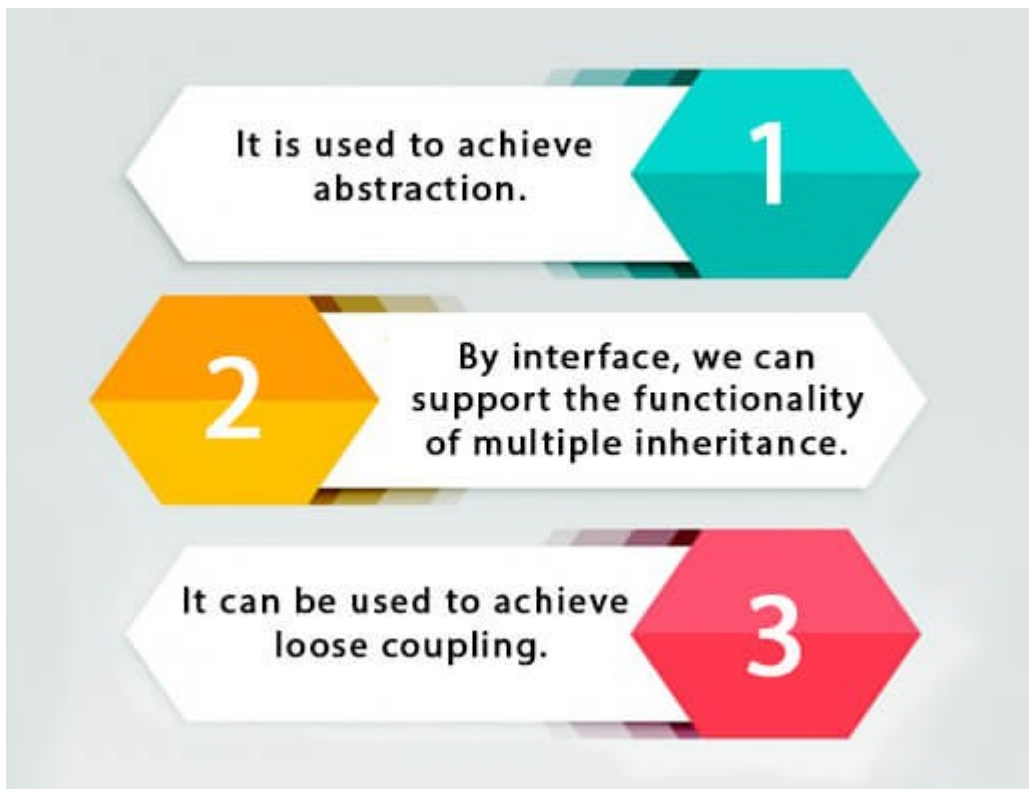 It is used to achieve
abstraction.
1
2
By interface, we can
support the functionality
of multiple inheritance.
It can be used to achieve
loose coupling.
3